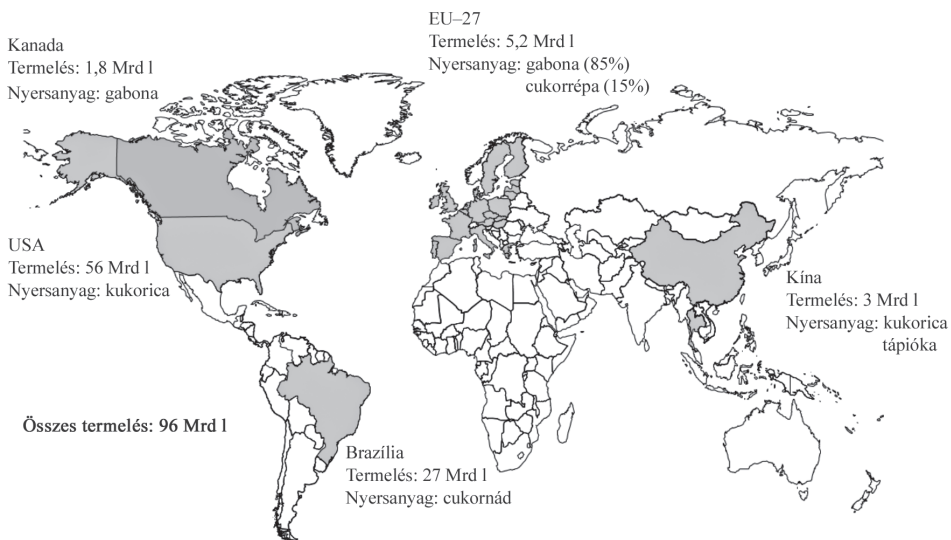 Kanada
Termelés: 1,8 Mrd l
Nyersanyag: gabona
EU–27
Termelés: 5,2 Mrd l
Nyersanyag: gabona (85%)
cukorrépa (15%)
USA
Termelés: 56 Mrd l
Nyersanyag: kukorica
Kína
Termelés: 3 Mrd l
Nyersanyag: kukorica
tápióka
Összes termelés: 96 Mrd l
Brazília
Termelés: 27 Mrd l
Nyersanyag: cukornád